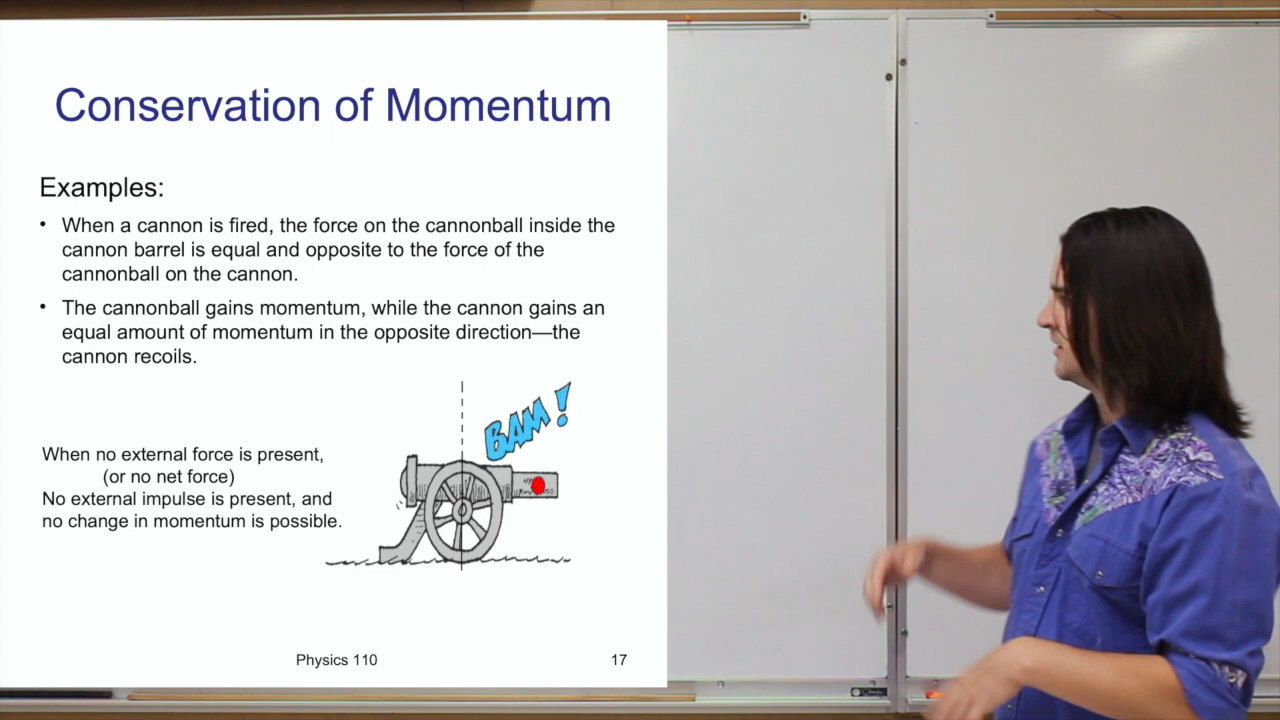 Conservation of Momentum
Examples:
• When a cannon is fired, the force on the cannonball inside the
cannon barrel is equal and opposite to the force of the
cannonball on the cannon.
• The cannonball gains momentum, while the cannon gains an
equal amount of momentum in the opposite direction—the
cannon recoils.
BAM!
When no external force is present,
(or no net force)
No external impulse is present, and
no change in momentum is possible.
Physics 110
17